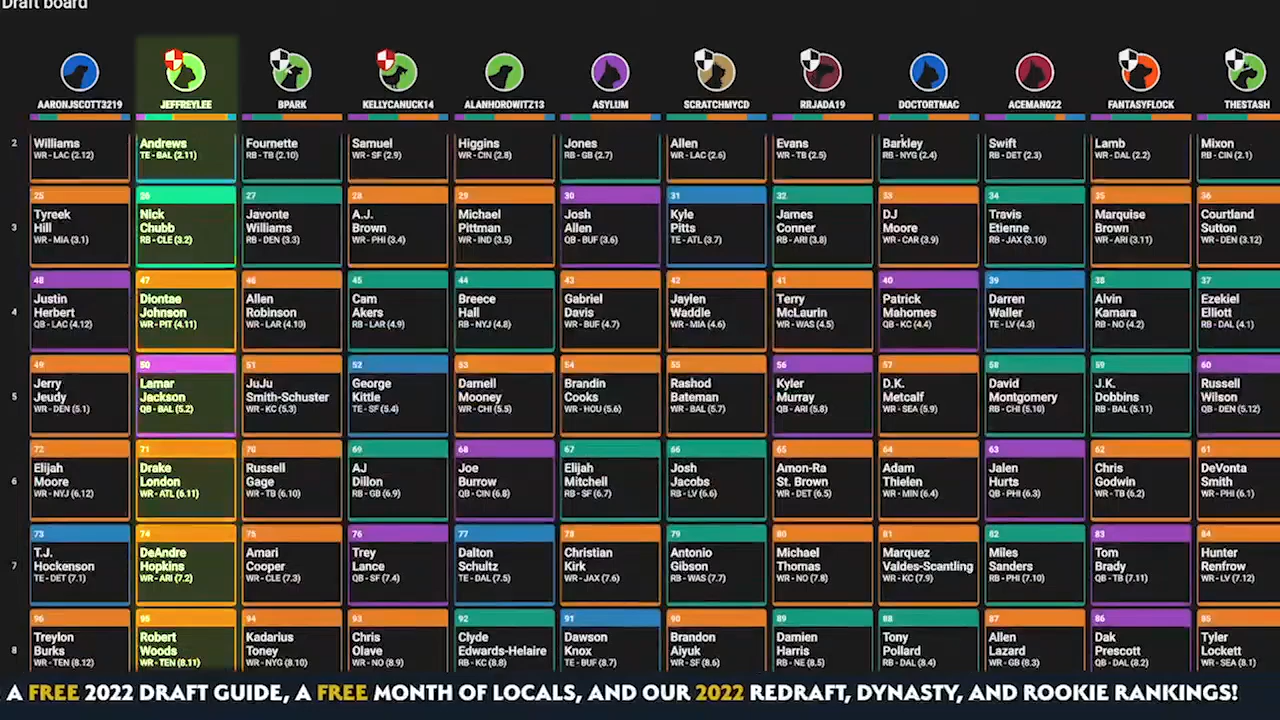 Draft board
AARONJSCOTT3219 JEFFREYLEE BPARK KELLYCANUCK14 ALANHOROWITZ13 ASYLUM SCRATCHMYCD RRJADA19 DOCTORTMAC ACEMAN022 FANTASYFLOCK THESTASH
2 Williams Andrews Fournette Samuel Higgins Jones Allen Evans Barkley Swift Lamb Mixon
WR - LAC (2.12) TE - BAL (2.11) RB - TB (2.10) WR - SF (2.9) WR - CIN (2.8) RB - GB (2.7) WR - LAC (2.6) WR - TB (2.5) RB - NYG (2.4) RB - DET (2.3) WR - DAL (2.2) RB - CIN (2.1)
25 26 27 28 29 30 31 32 33 34 35 36
Tyreek Nick Javonte A.J. Michael Josh Kyle James DJ Travis Marquise Courtland
3 Hill Chubb Williams Brown Pittman Allen Pitts Conner Moore Etienne Brown Sutton
WR - MIA (3.1) RB - CLE (3.2) RB - DEN (3.3) WR - PHI (3.4) WR - IND (3.5) QB - BUF (3.6) TE - ATL (3.7) RB - ARI (3.8) WR - CAR (3.9) RB - JAX (3.10) WR - ARI (3.11) WR - DEN (3.12)
48 47 46 45 44 43 42 41 40 39 38 37
Justin Diontae Allen Cam Breece Gabriel Jaylen Terry Patrick Darren Alvin Ezekiel
4 Herbert Johnson Robinson Akers Hall Davis Waddle McLaurin Mahomes Waller Kamara Elliott
QB - LAC (4.12) WR - PIT (4.11) WR - LAR (4.10) RB - LAR (4.9) RB - NYJ (4.8) WR - BUF (4.7) WR - MIA (4.6) WR - WAS (4.5) QB - KC (4.4) TE - LV (4.3) RB - NO (4.2) RB - DAL (4.1)
49 50 51 52 53 54 55 56 57 58 59 60
Jerry Lamar JuJu George Darnell Brandin Rashod Kyler D.K. David J.K. Russell
5 Jeudy Jackson Smith-Schuster Kittle Mooney Cooks Bateman Murray Metcalf Montgomery Dobbins Wilson
WR - DEN (5.1) QB - BAL (5.2) WR - KC (5.3) TE - SF (5.4) WR - CHI (5.5) WR - HOU (5.6) WR - BAL (5.7) QB - ARI (5.8) WR - SEA (5.9) RB - CHI (5.10) RB - BAL (5.11) QB - DEN (5.12)
72 71 70 69 68 67 66 65 64 63 62 61
Elijah Drake Russell AJ Joe Elijah Josh Amon-Ra Adam Jalen Chris DeVonta
6 Moore London Gage Dillon Burrow Mitchell Jacobs St. Brown Thielen Hurts Godwin Smith
WR - NYJ (6.12) WR - ATL (6.11) WR - TB (6.10) RB - GB (6.9) QB - CIN (6.8) RB - SF (6.7) RB - LV (6.6) WR - DET (6.5) WR - MIN (6.4) QB - PHI (6.3) WR - TB (6.2) WR - PHI (6.1)
73 74 75 76 77 78 79 80 81 82 83 84
T.J. DeAndre Amari Trey Dalton Christian Antonio Michael Marquez Miles Tom Hunter
7 Hockenson Hopkins Cooper Lance Schultz Kirk Gibson Thomas Valdes-Scantling Sanders Brady Renfrow
TE - DET (7.1) WR - ARI (7.2) WR - CLE (7.3) QB - SF (7.4) TE - DAL (7.5) WR - JAX (7.6) RB - WAS (7.7) WR - NO (7.8) WR - KC (7.9) RB - PHI (7.10) QB - TB (7.11) WR - LV (7.12)
96 95 94 93 92 91 90 89 88 87 86 85
Treylon Robert Kadarius Chris Clyde Dawson Brandon Damien Tony Allen Dak Tyler
8 Burks Woods Toney Olave Edwards-Helaire Knox Aiyuk Harris Pollard Lazard Prescott Lockett
WR - TEN (8.12) WR - TEN (8.11) WR - NYG (8.10) WR - NO (8.9) RB - KC (8.8) TE - BUF (8.7) WR - SF (8.6) RB - NE (8.5) RB - DAL (8.4) WR - GB (8.3) QB - DAL (8.2) WR - SEA (8.1)
A FREE 2022 DRAFT GUIDE, A FREE MONTH OF LOCALS, AND OUR 2022 REDRAFT, DYNASTY, AND ROOKIE RANKINGS!